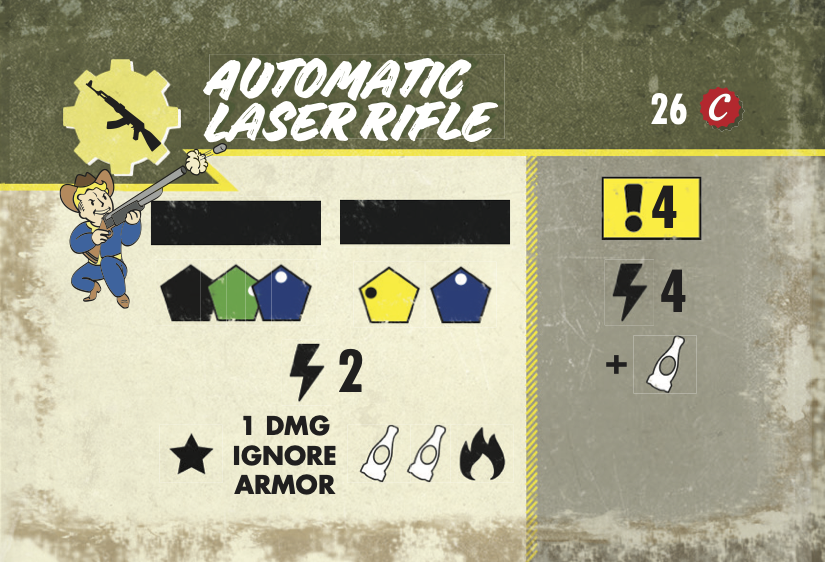 AUTOMATIC
LASER RIFLE
26 C
!4
4
+
2
1 DMG
IGNORE
ARMOR